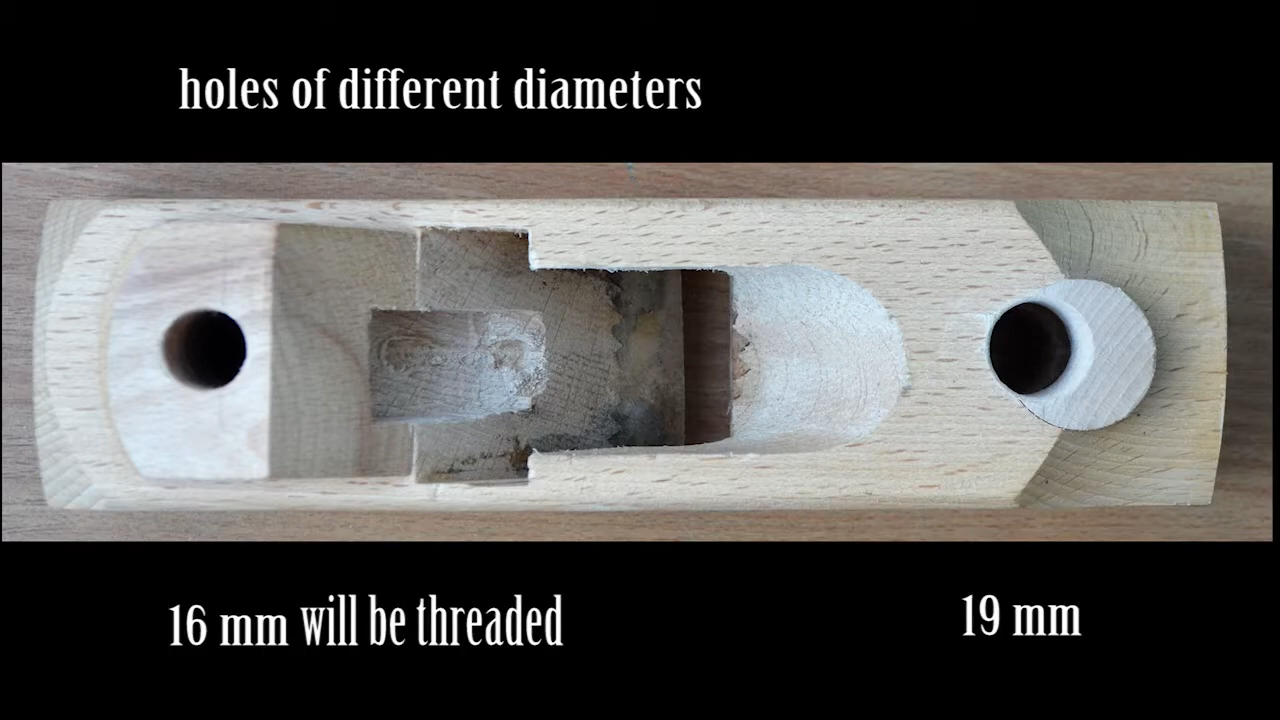 holes of different diameters
16 mm will be threaded
19 mm